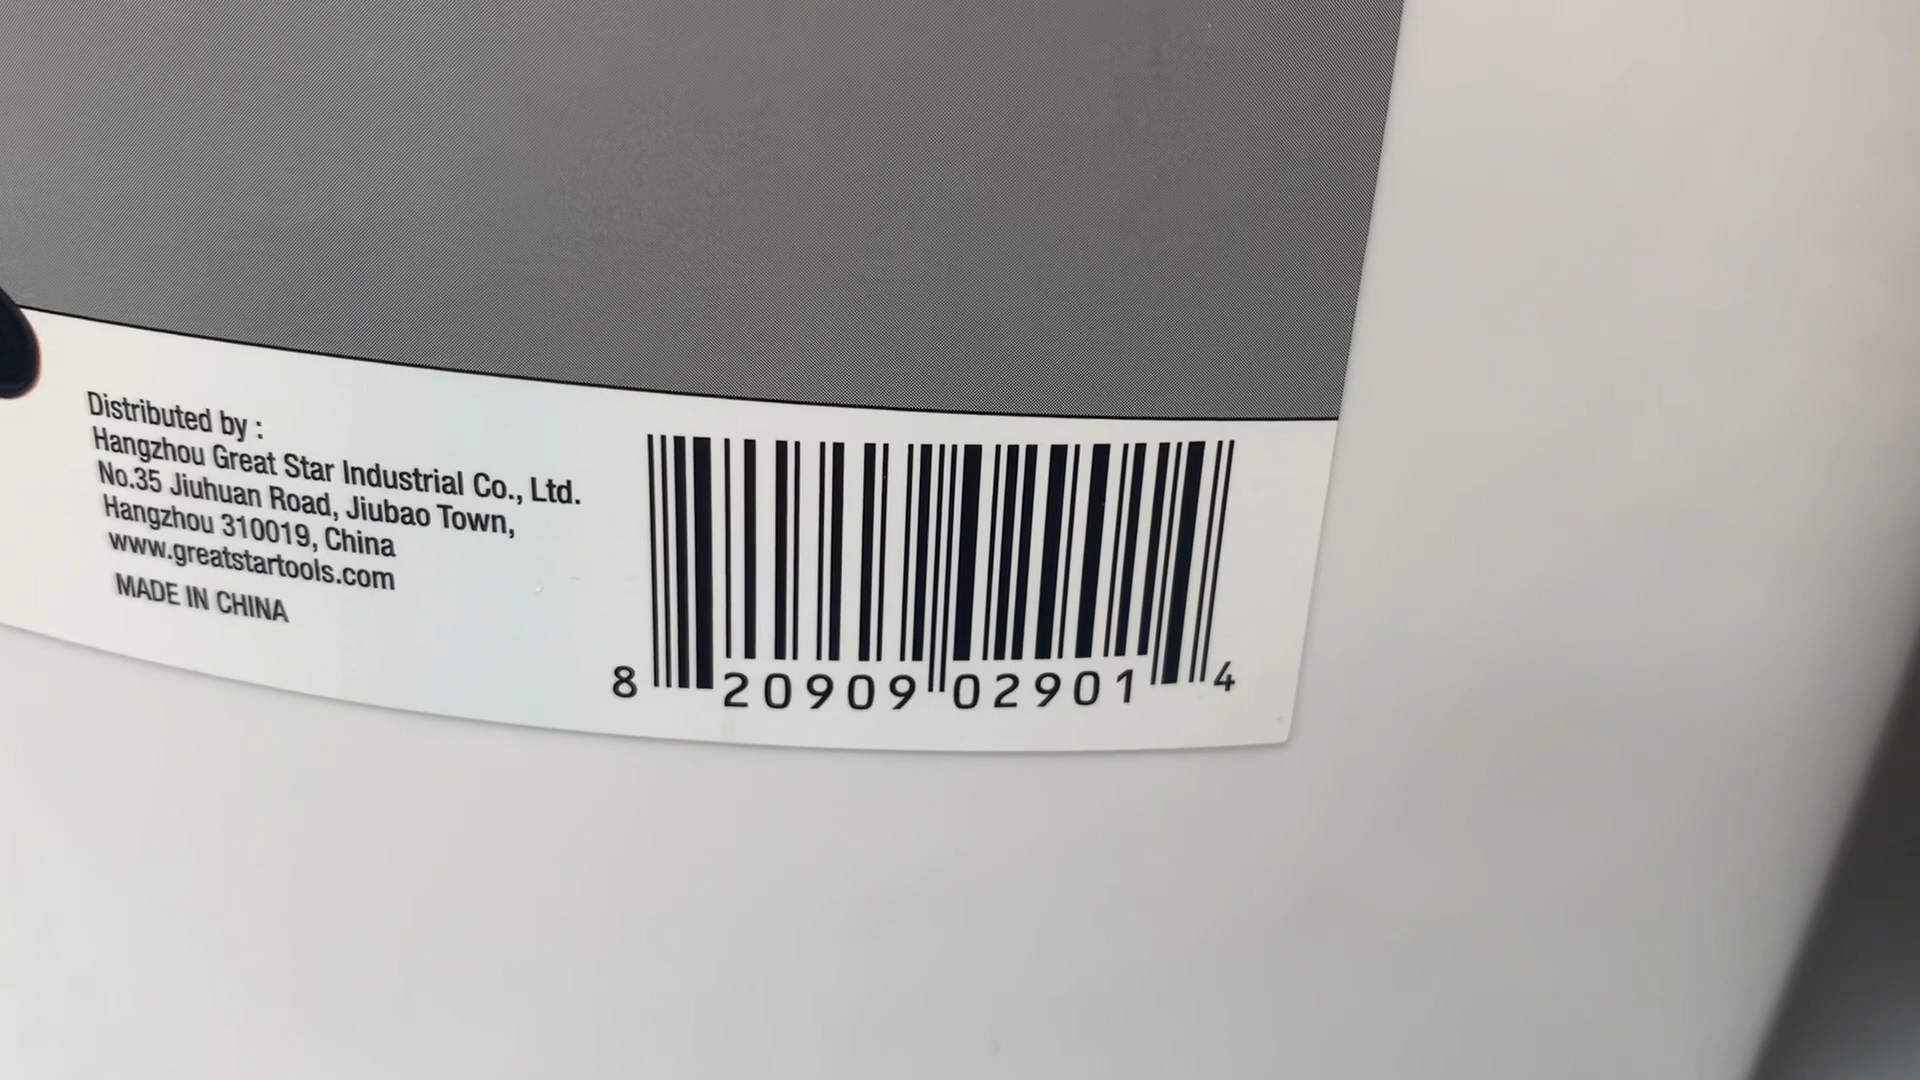 Distributed by :
Hangzhou Great Star Industrial Co., Ltd.
No.35 Jiuhuan Road, Jiubao Town,
Hangzhou 310019, China
www.greatstartools.com
MADE IN CHINA
8 20909 02901 4